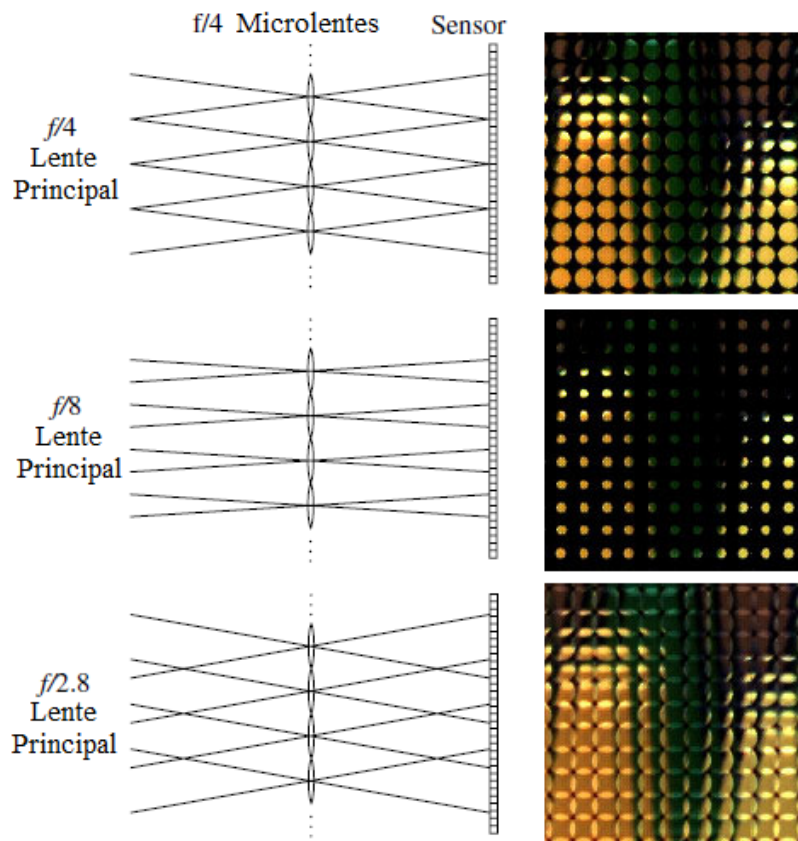 f/4 Microlentes
Sensor
f/4
Lente
Principal
f/8
Lente
Principal
f/2.8
Lente
Principal